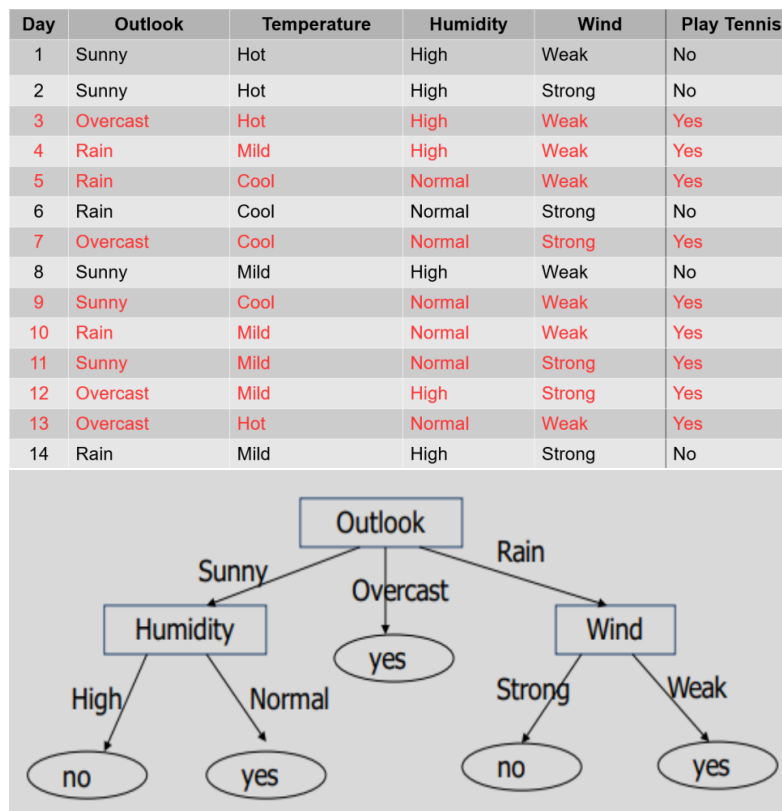 Day Outlook Temperature Humidity Wind Play Tennis
1 Sunny Hot High Weak No
2 Sunny Hot High Strong No
3 Overcast Hot High Weak Yes
4 Rain Mild High Weak Yes
5 Rain Cool Normal Weak Yes
6 Rain Cool Normal Strong No
7 Overcast Cool Normal Strong Yes
8 Sunny Mild High Weak No
9 Sunny Cool Normal Weak Yes
10 Rain Mild Normal Weak Yes
11 Sunny Mild Normal Strong Yes
12 Overcast Mild High Strong Yes
13 Overcast Hot Normal Weak Yes
14 Rain Mild High Strong No
Outlook
Sunny Overcast Rain
Humidity yes Wind
High Normal Strong Weak
no yes no yes